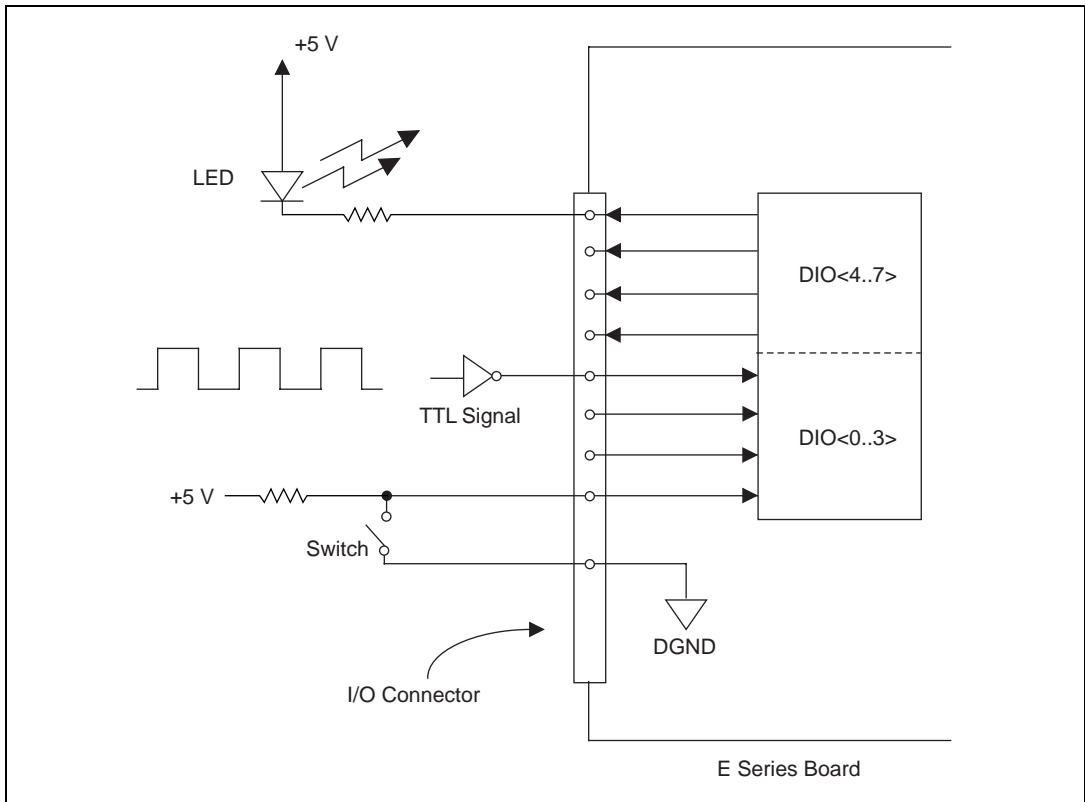 +5 V
LED
DIO<4..7>
TTL Signal
DIO<0..3>
+5 V
Switch
DGND
I/O Connector
E Series Board